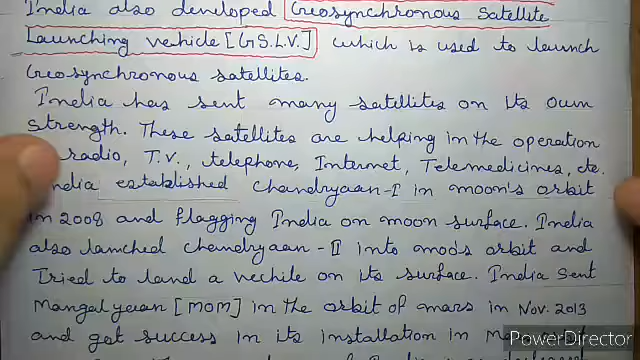 India also developed Geosynchronous Satellite
Launching vehicle [G.S.L.V.] which is used to launch
Geosynchronous satellites.
India has sent many satellites on its own
strength. These satellites are helping in the operation
radio, T.V., telephone, Internet, Telemedicines, etc.
India established Chandryaan-I in moon's orbit
in 2008 and flagging India on moon surface. India
also lamched chandryaan-II into mods orbit and
Tried to land a vechile on its surface. India sent
Mangalyaan [MOM] in the orbit of mars in Nov. 2013
and got success in its installation in
PowerDirector